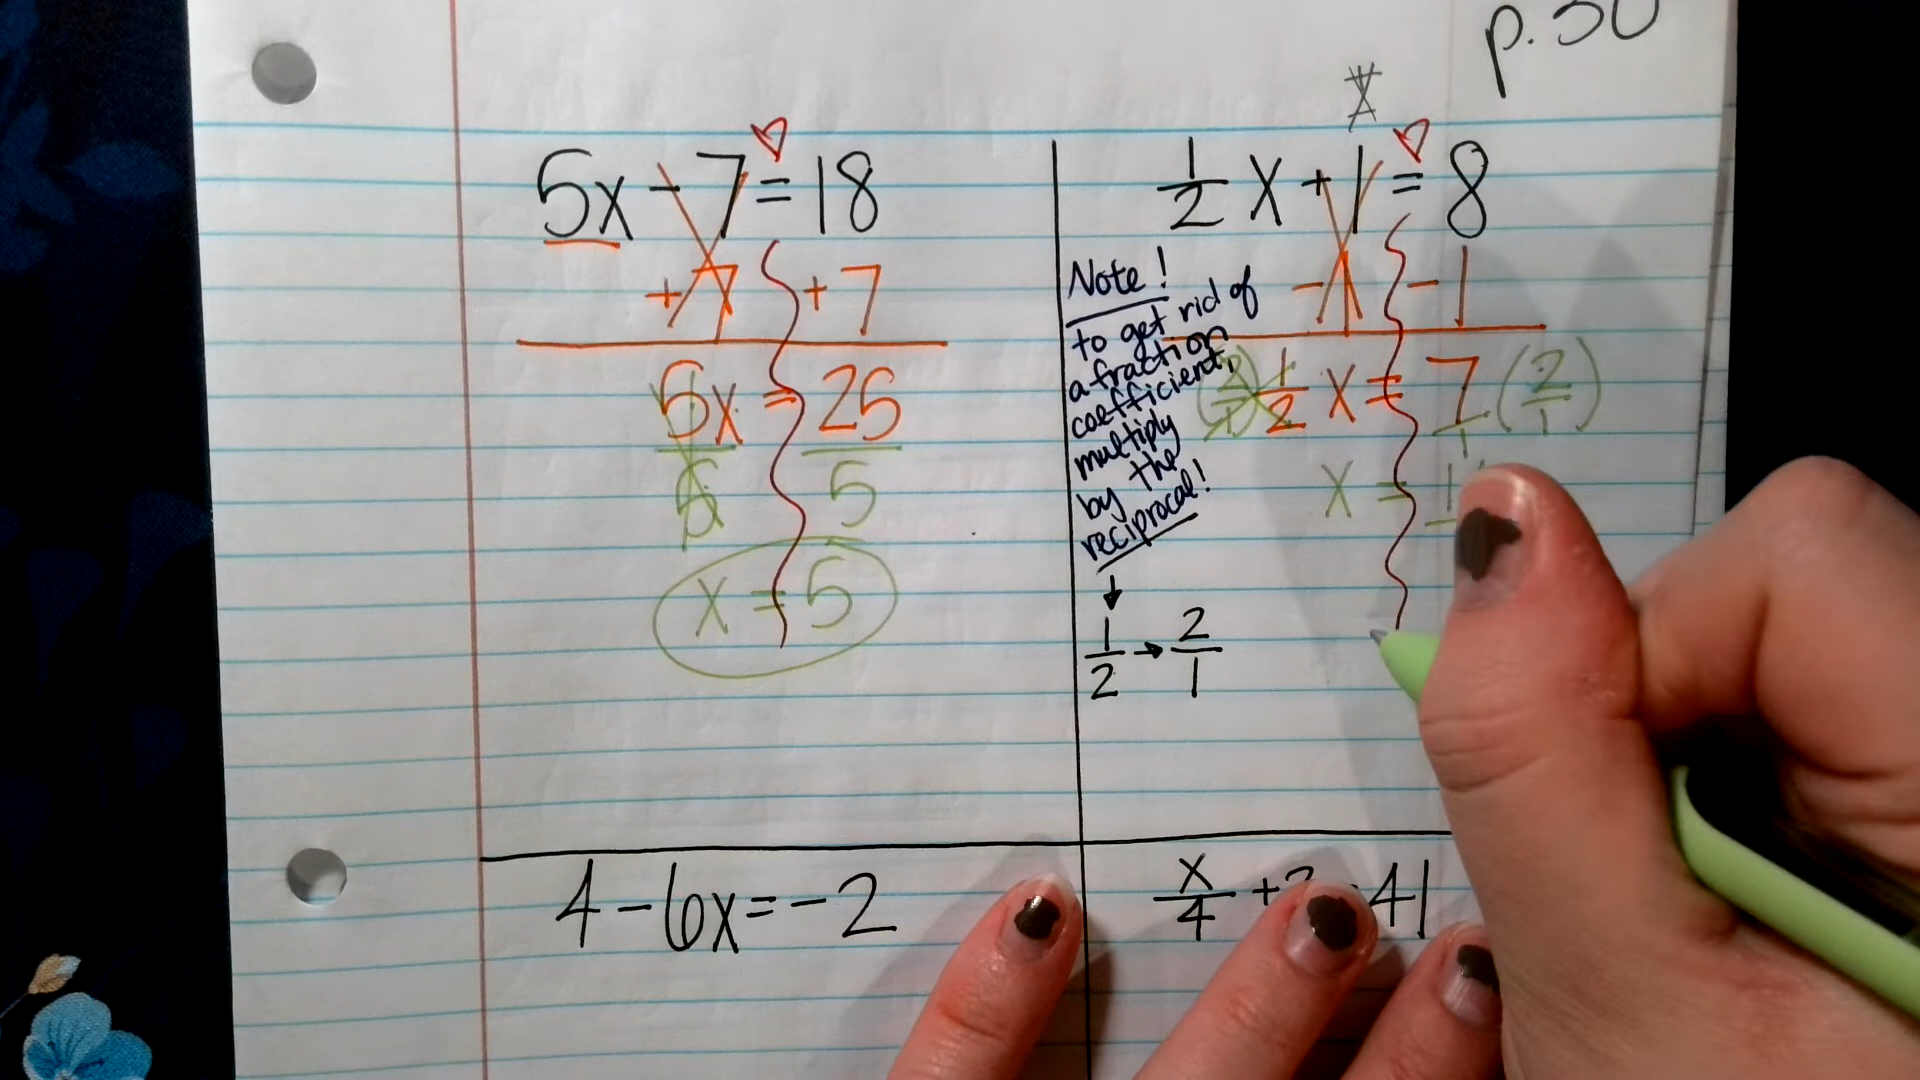 p.30
5x - 7 = 18
+7 +7
5x = 25
5 5
x = 5
1/2 x + 1 = 8
-1 -1
(2/1) 1/2 x = 7/1 (2/1)
x =
Note!
to get rid of
a fraction
coefficient,
multiply
by the
reciprocal!
↓
1/2 → 2/1
4 - 6x = -2
x/4 + 41